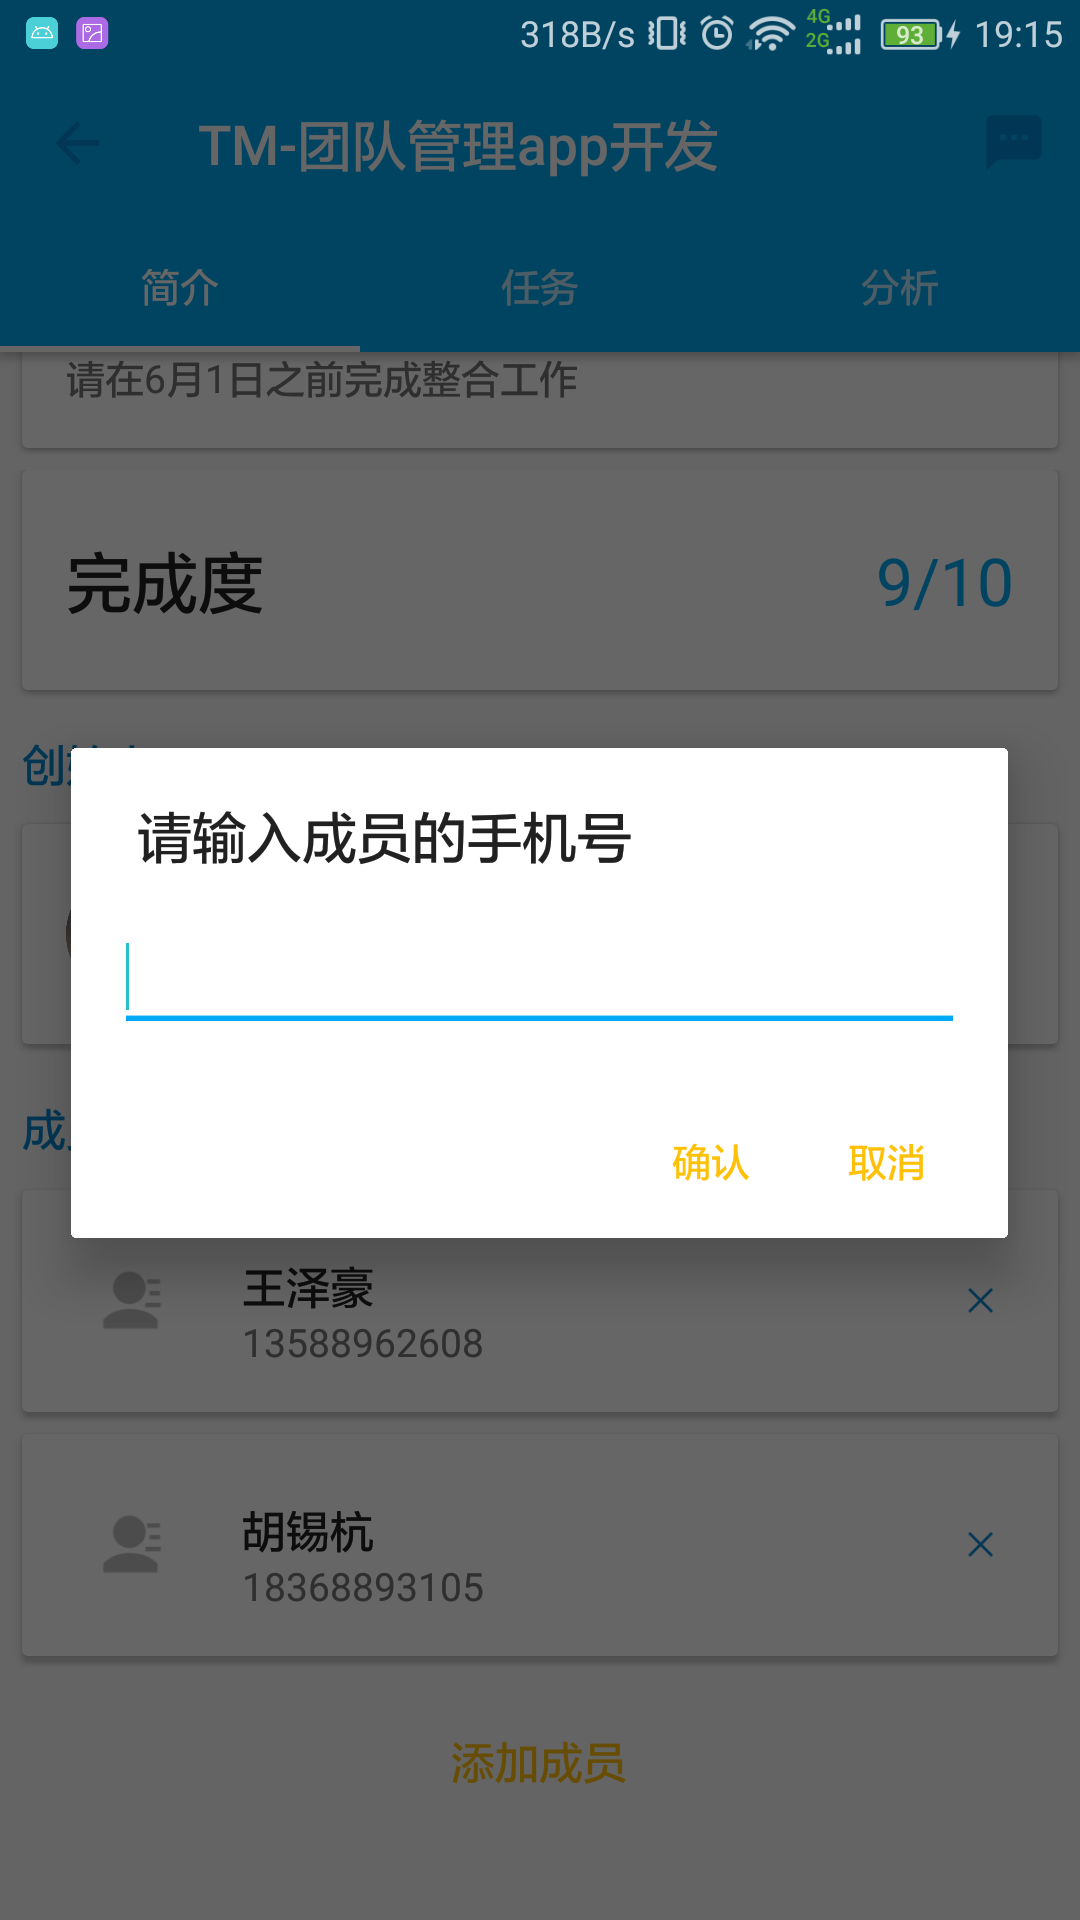 318B/s 4G 2G 93 19:15
TM-团队管理app开发
简介 任务 分析
请在6月1日之前完成整合工作
完成度 9/10
创
请输入成员的手机号
成
确认 取消
王泽豪
13588962608
胡锡杭
18368893105
添加成员